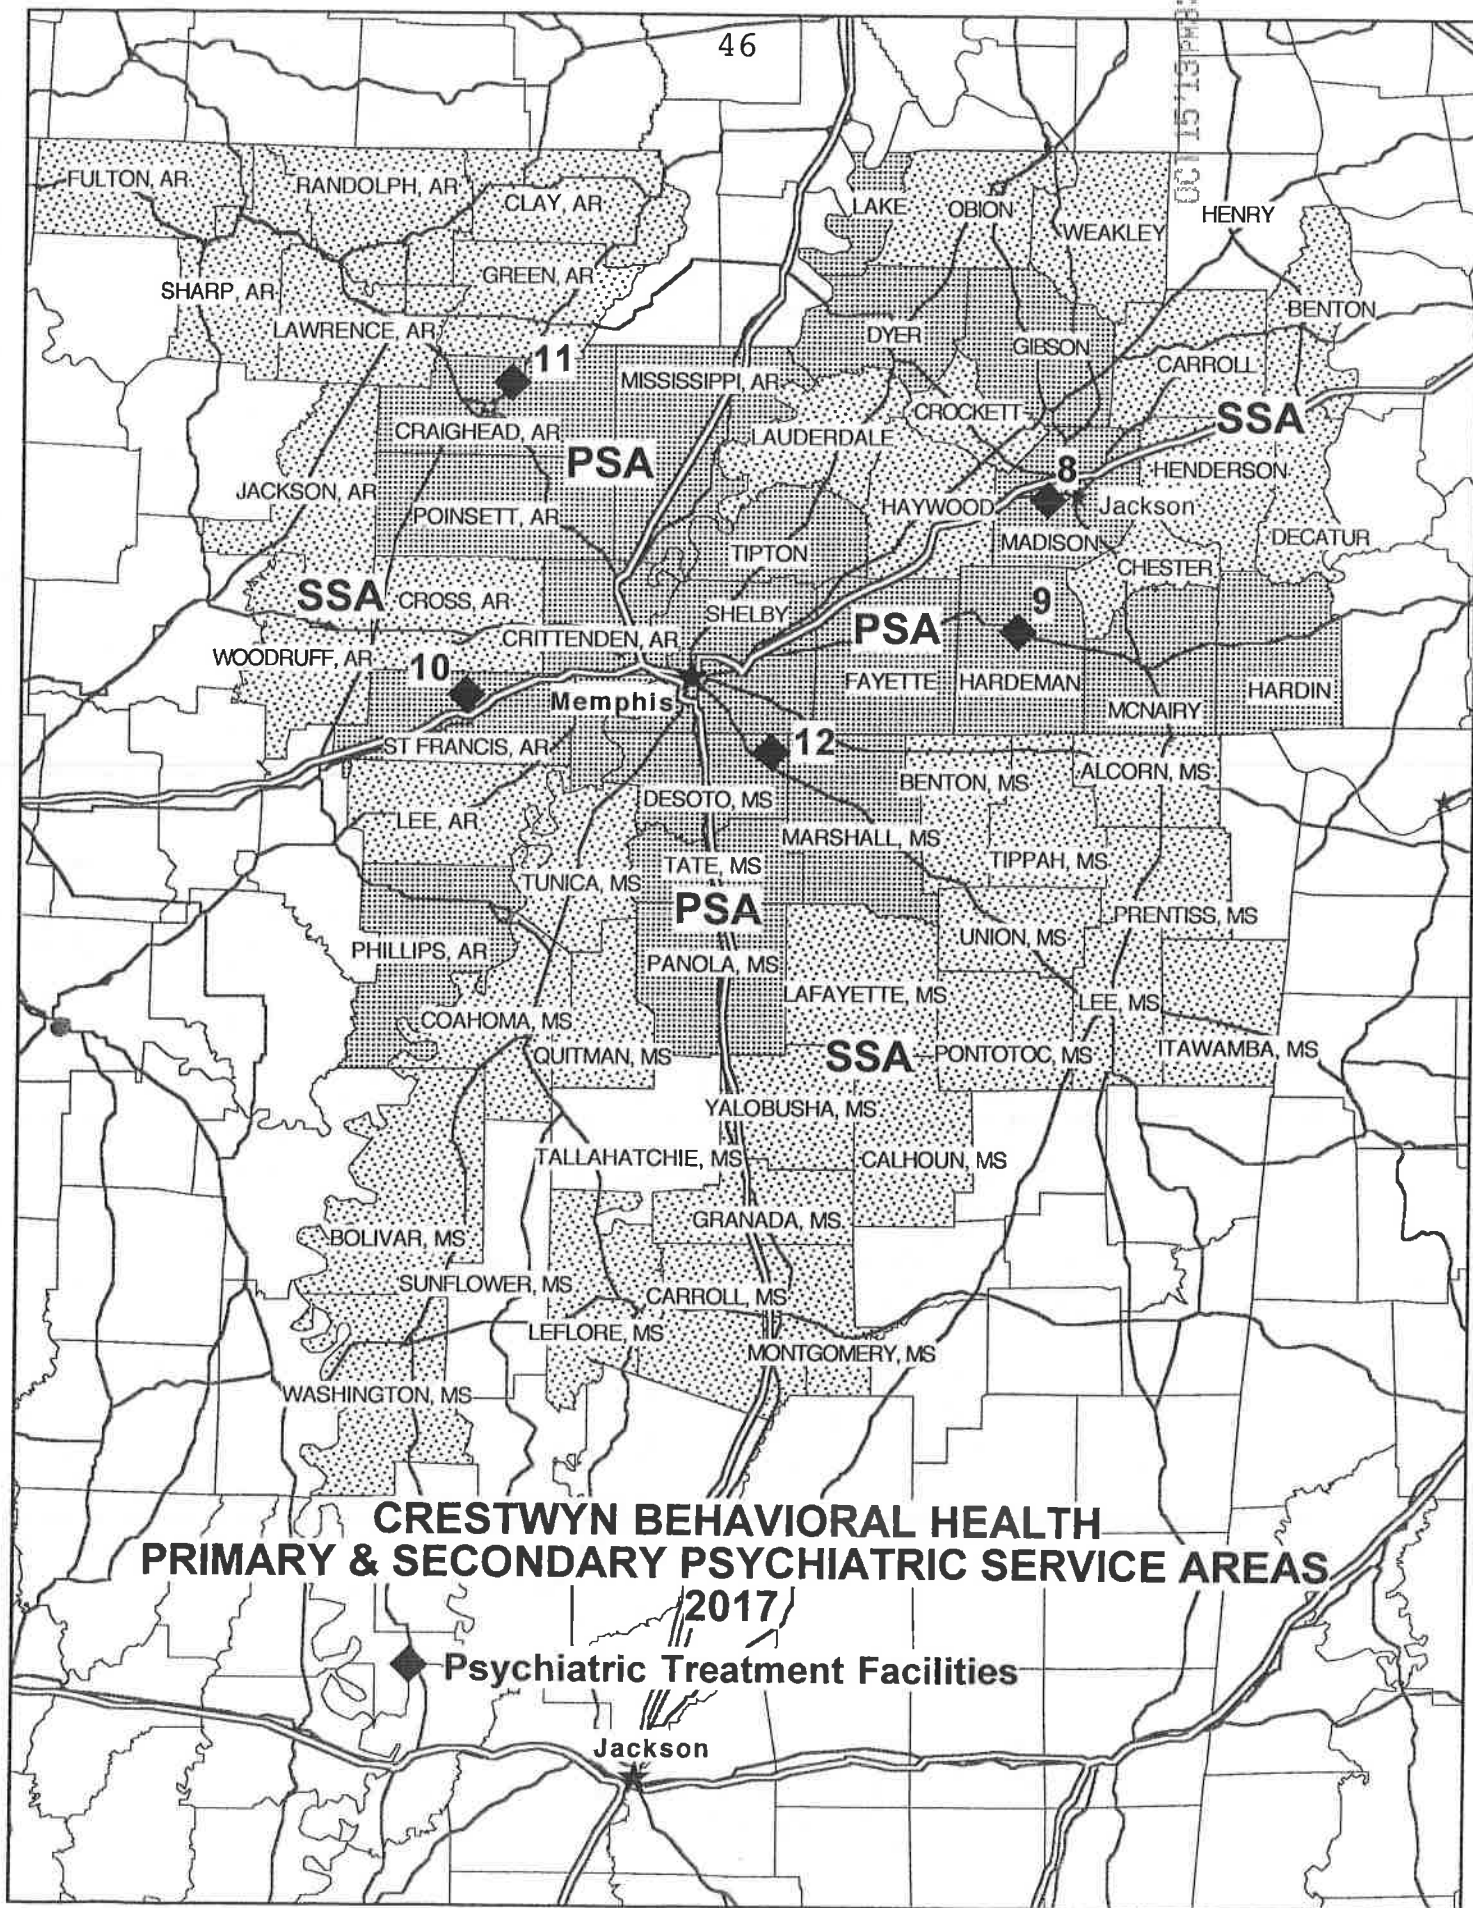 46
OCT 15'13 PM3
FULTON, AR
RANDOLPH, AR
CLAY, AR
LAKE
OBION
WEAKLEY
HENRY
SHARP, AR
GREEN, AR
BENTON
LAWRENCE, AR
DYER
GIBSON
CARROLL
11
MISSISSIPPI, AR
CROCKETT
SSA
CRAIGHEAD, AR
PSA
LAUDERDALE
8
HENDERSON
JACKSON, AR
HAYWOOD
Jackson
POINSETT, AR
TIPTON
MADISON
DECATUR
CHESTER
SSA
CROSS, AR
SHELBY
9
CRITTENDEN, AR
PSA
WOODRUFF, AR
10
FAYETTE
HARDEMAN
HARDIN
Memphis
MCNAIRY
ST FRANCIS, AR
12
BENTON, MS
ALCORN, MS
DESOTO, MS
LEE, AR
MARSHALL, MS
TATE, MS
TIPPAH, MS
TUNICA, MS
PSA
PRENTISS, MS
UNION, MS
PHILLIPS, AR
PANOLA, MS
LAFAYETTE, MS
LEE, MS
COAHOMA, MS
QUITMAN, MS
SSA
PONTOTOC, MS
ITAWAMBA, MS
YALOBUSHA, MS
TALLAHATCHIE, MS
CALHOUN, MS
GRANADA, MS
BOLIVAR, MS
SUNFLOWER, MS
CARROLL, MS
LEFLORE, MS
MONTGOMERY, MS
WASHINGTON, MS
CRESTWYN BEHAVIORAL HEALTH
PRIMARY & SECONDARY PSYCHIATRIC SERVICE AREAS
2017
Psychiatric Treatment Facilities
Jackson